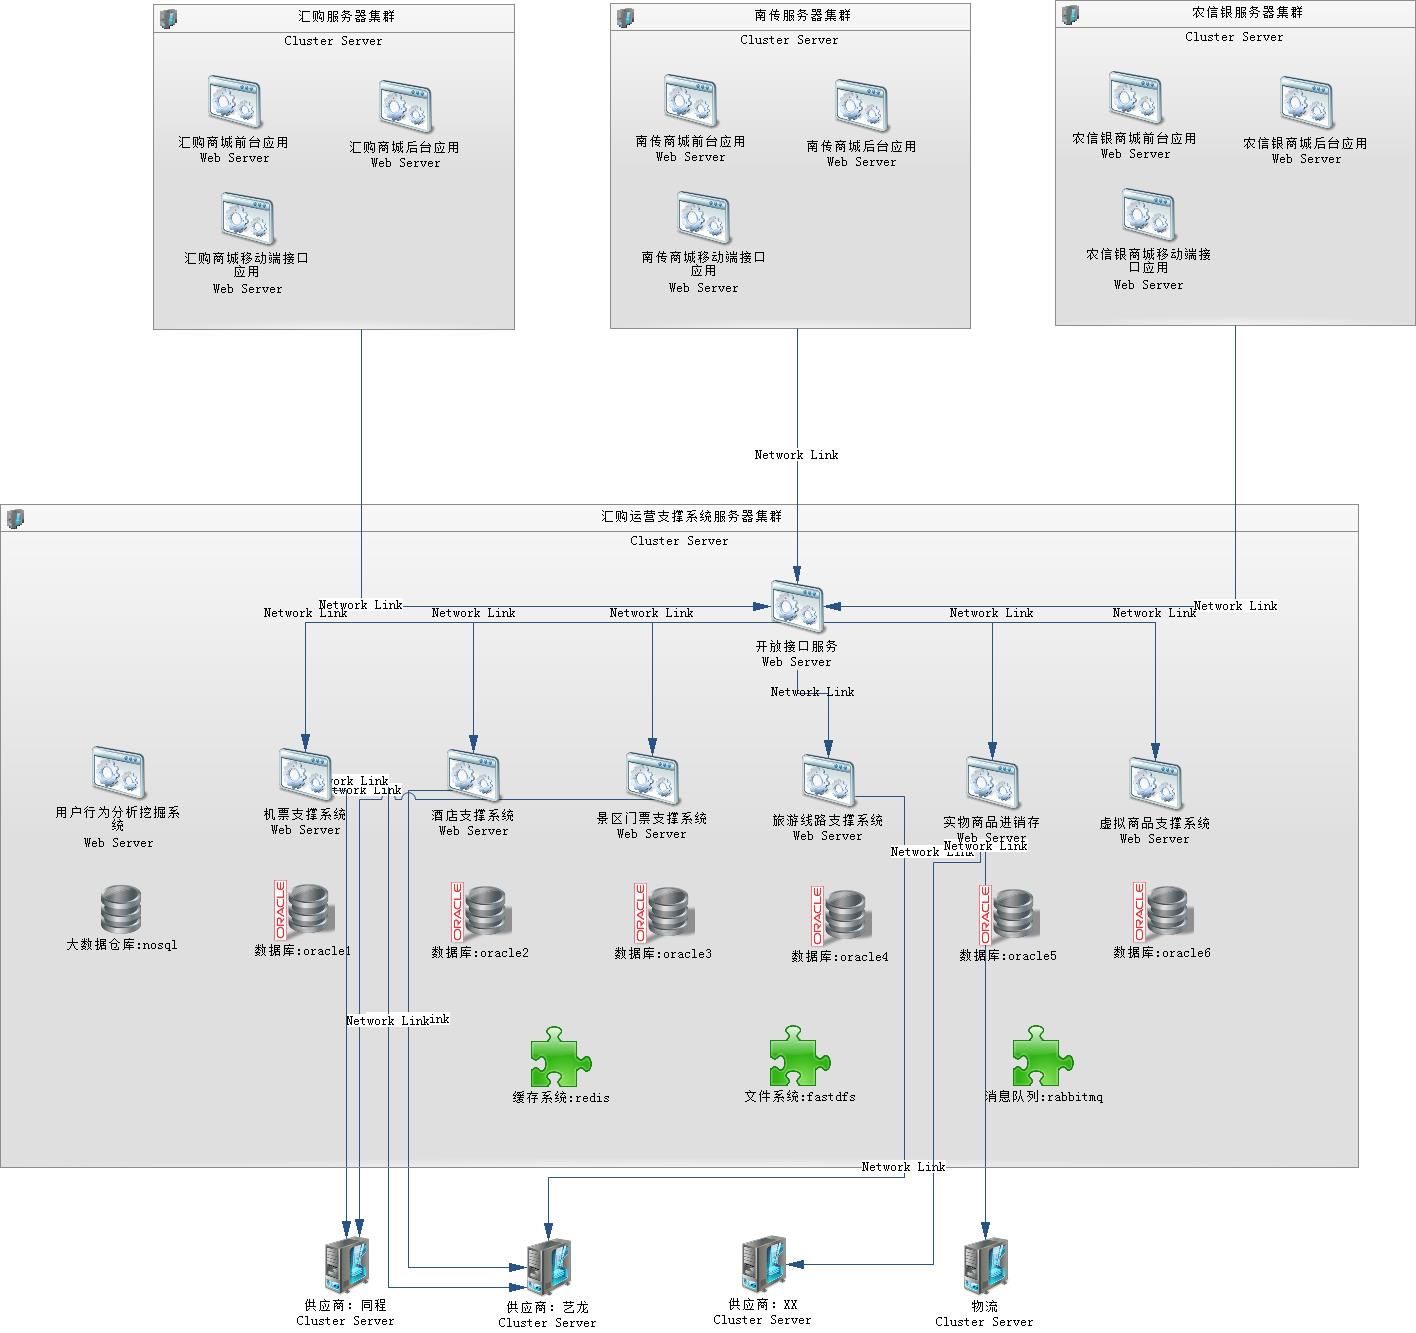 汇购服务器集群
Cluster Server
汇购商城前台应用
Web Server
汇购商城后台应用
Web Server
汇购商城移动端接口
应用
Web Server
南传服务器集群
Cluster Server
南传商城前台应用
Web Server
南传商城后台应用
Web Server
南传商城移动端接口
应用
Web Server
农信银服务器集群
Cluster Server
农信银商城前台应用
Web Server
农信银商城后台应用
Web Server
农信银商城移动端接
口应用
Web Server
Network Link
汇购运营支撑系统服务器集群
Cluster Server
Network Link
Network Link
Network Link
Network Link
Network Link
Network Link
Network Link
开放接口服务
Web Server
Network Link
用户行为分析挖掘系
统
Web Server
机票支撑系统
Web Server
ork Link
rk Link
酒店支撑系统
Web Server
景区门票支撑系统
Web Server
旅游线路支撑系统
Web Server
实物商品进销存
Web Server
虚拟商品支撑系统
Web Server
Network Link
Network Link
大数据仓库:nosql
ORACLE
数据库:oracle1
ORACLE
数据库:oracle2
ORACLE
数据库:oracle3
ORACLE
数据库:oracle4
ORACLE
数据库:oracle5
ORACLE
数据库:oracle6
Network Link
ink
缓存系统:redis
文件系统:fastdfs
消息队列:rabbitmq
Network Link
供应商: 同程
Cluster Server
供应商: 艺龙
Cluster Server
供应商: XX
Cluster Server
物流
Cluster Server